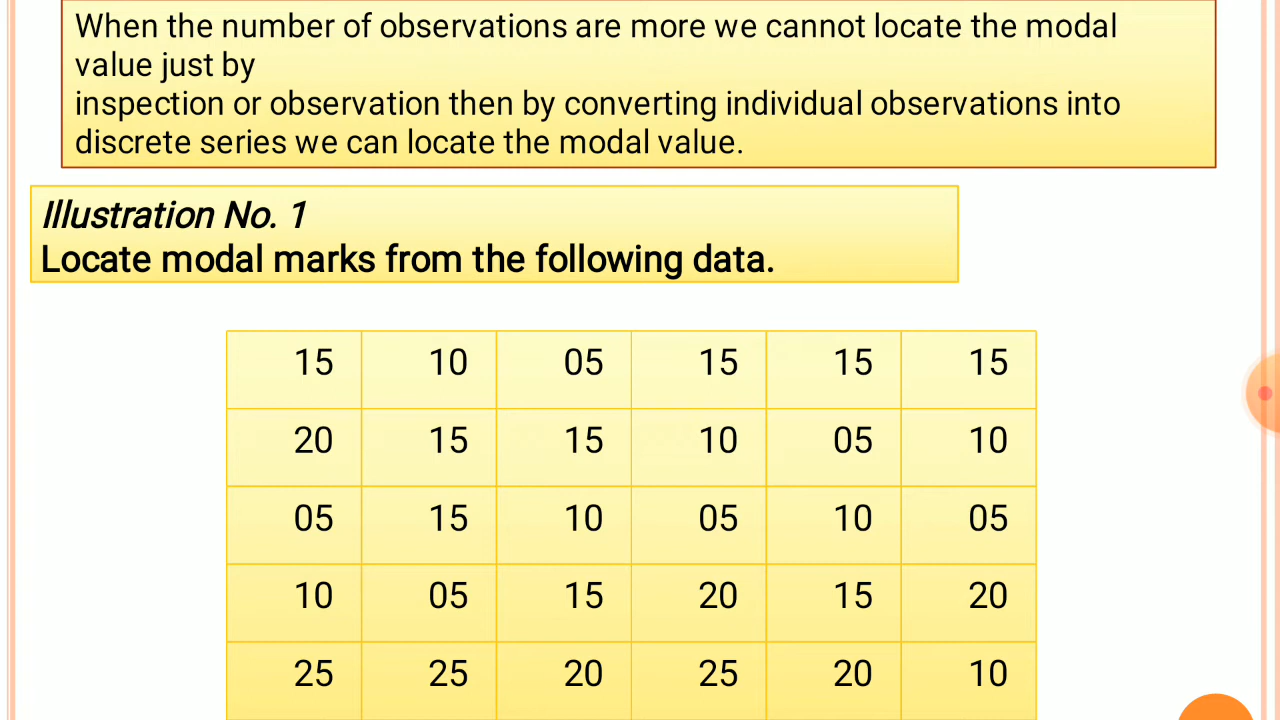 When the number of observations are more we cannot locate the modal
value just by
inspection or observation then by converting individual observations into
discrete series we can locate the modal value.
Illustration No. 1
Locate modal marks from the following data.
15 10 05 15 15 15
20 15 15 10 05 10
05 15 10 05 10 05
10 05 15 20 15 20
25 25 20 25 20 10